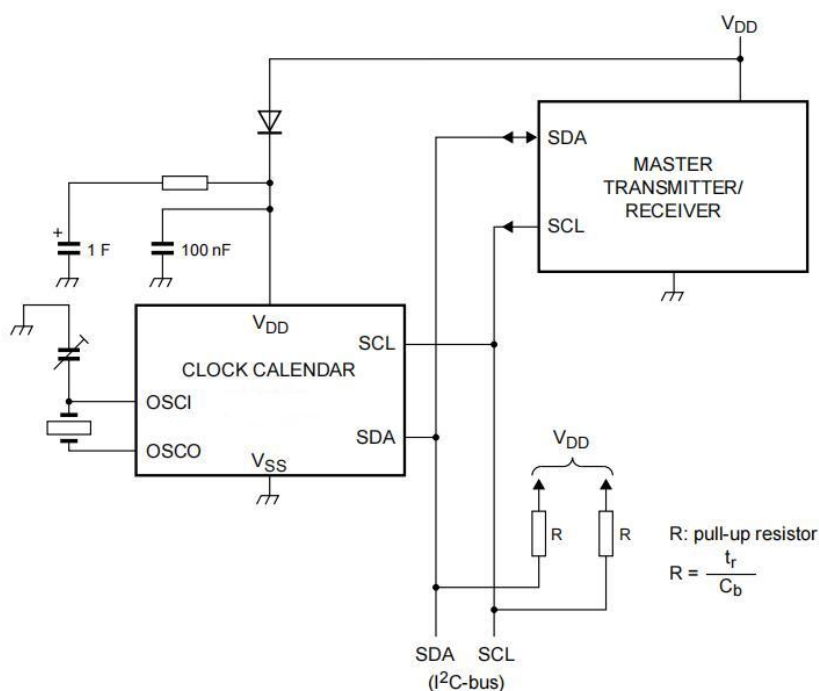 VDD
SDA
MASTER
TRANSMITTER/
RECEIVER
SCL
+
1 F
100 nF
VDD
SCL
CLOCK CALENDAR
OSCI
SDA
OSCO
VSS
VDD
R
R
R: pull-up resistor
R = tr / Cb
SDA SCL
(I²C-bus)